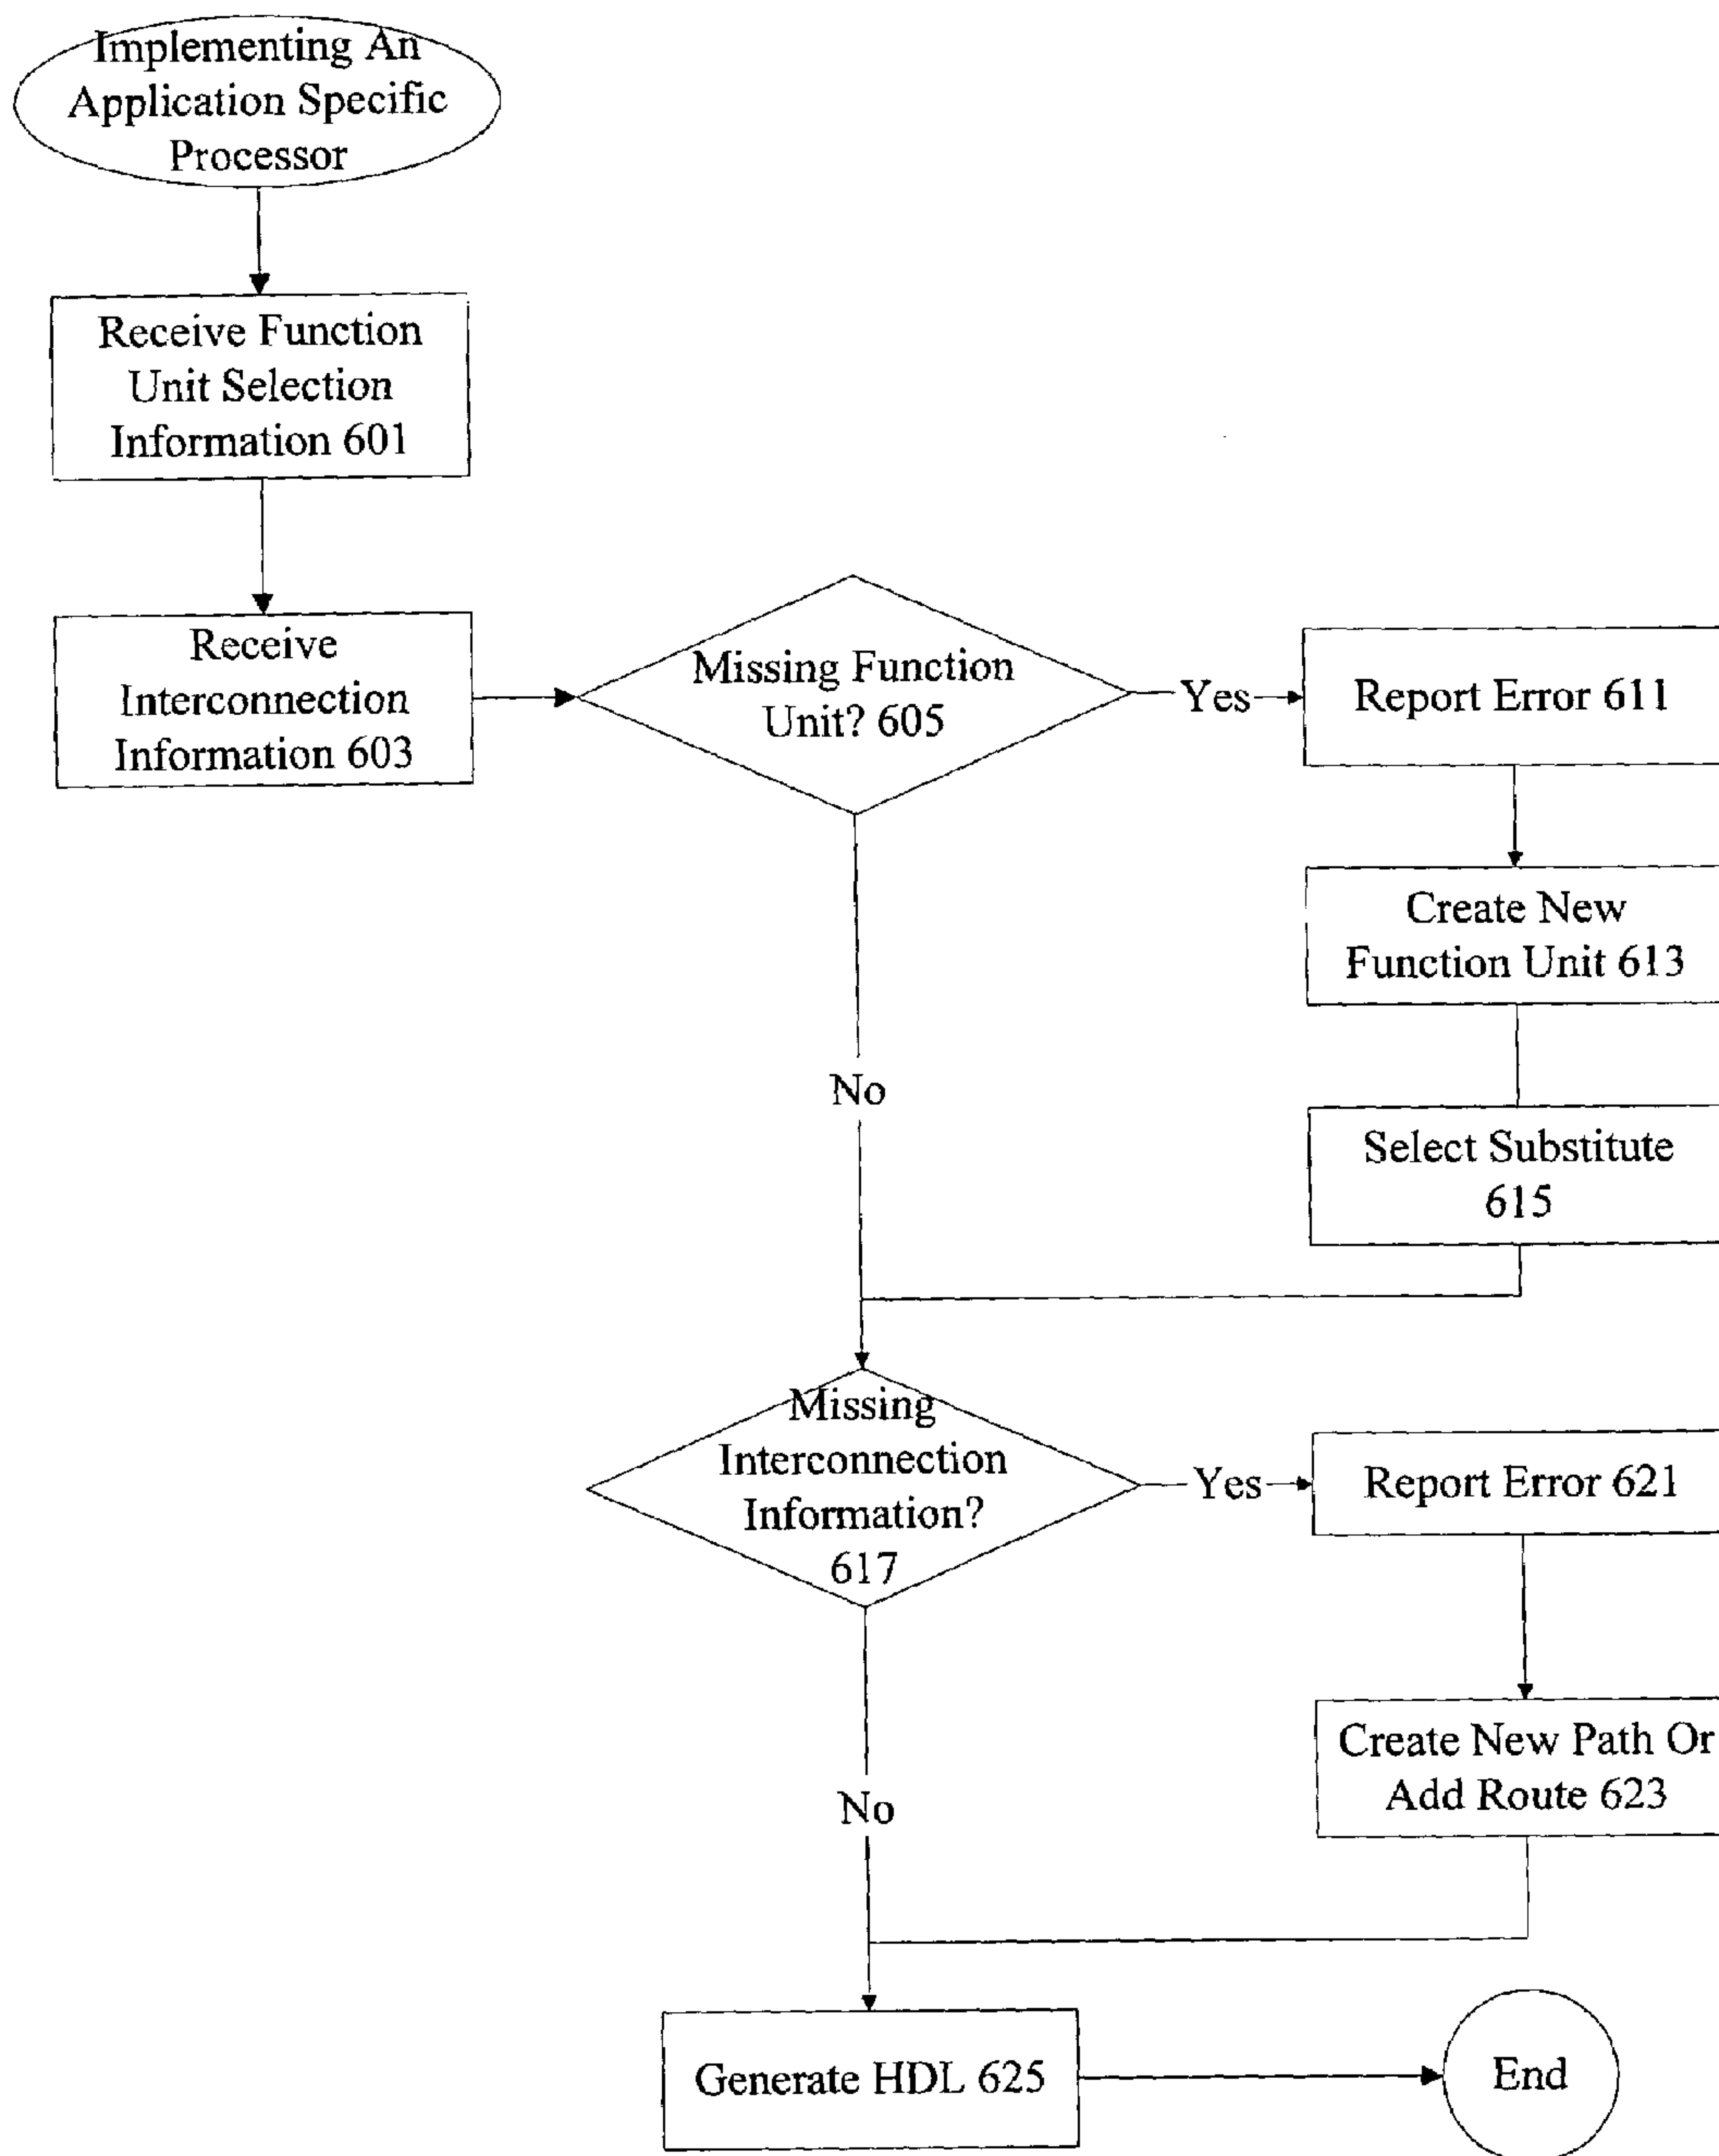 Implementing An
Application Specific
Processor
Receive Function
Unit Selection
Information 601
Receive
Interconnection
Information 603
Missing Function
Unit? 605
Yes
Report Error 611
Create New
Function Unit 613
No
Select Substitute
615
Missing
Interconnection
Information?
617
Yes
Report Error 621
Create New Path Or
Add Route 623
No
Generate HDL 625
End